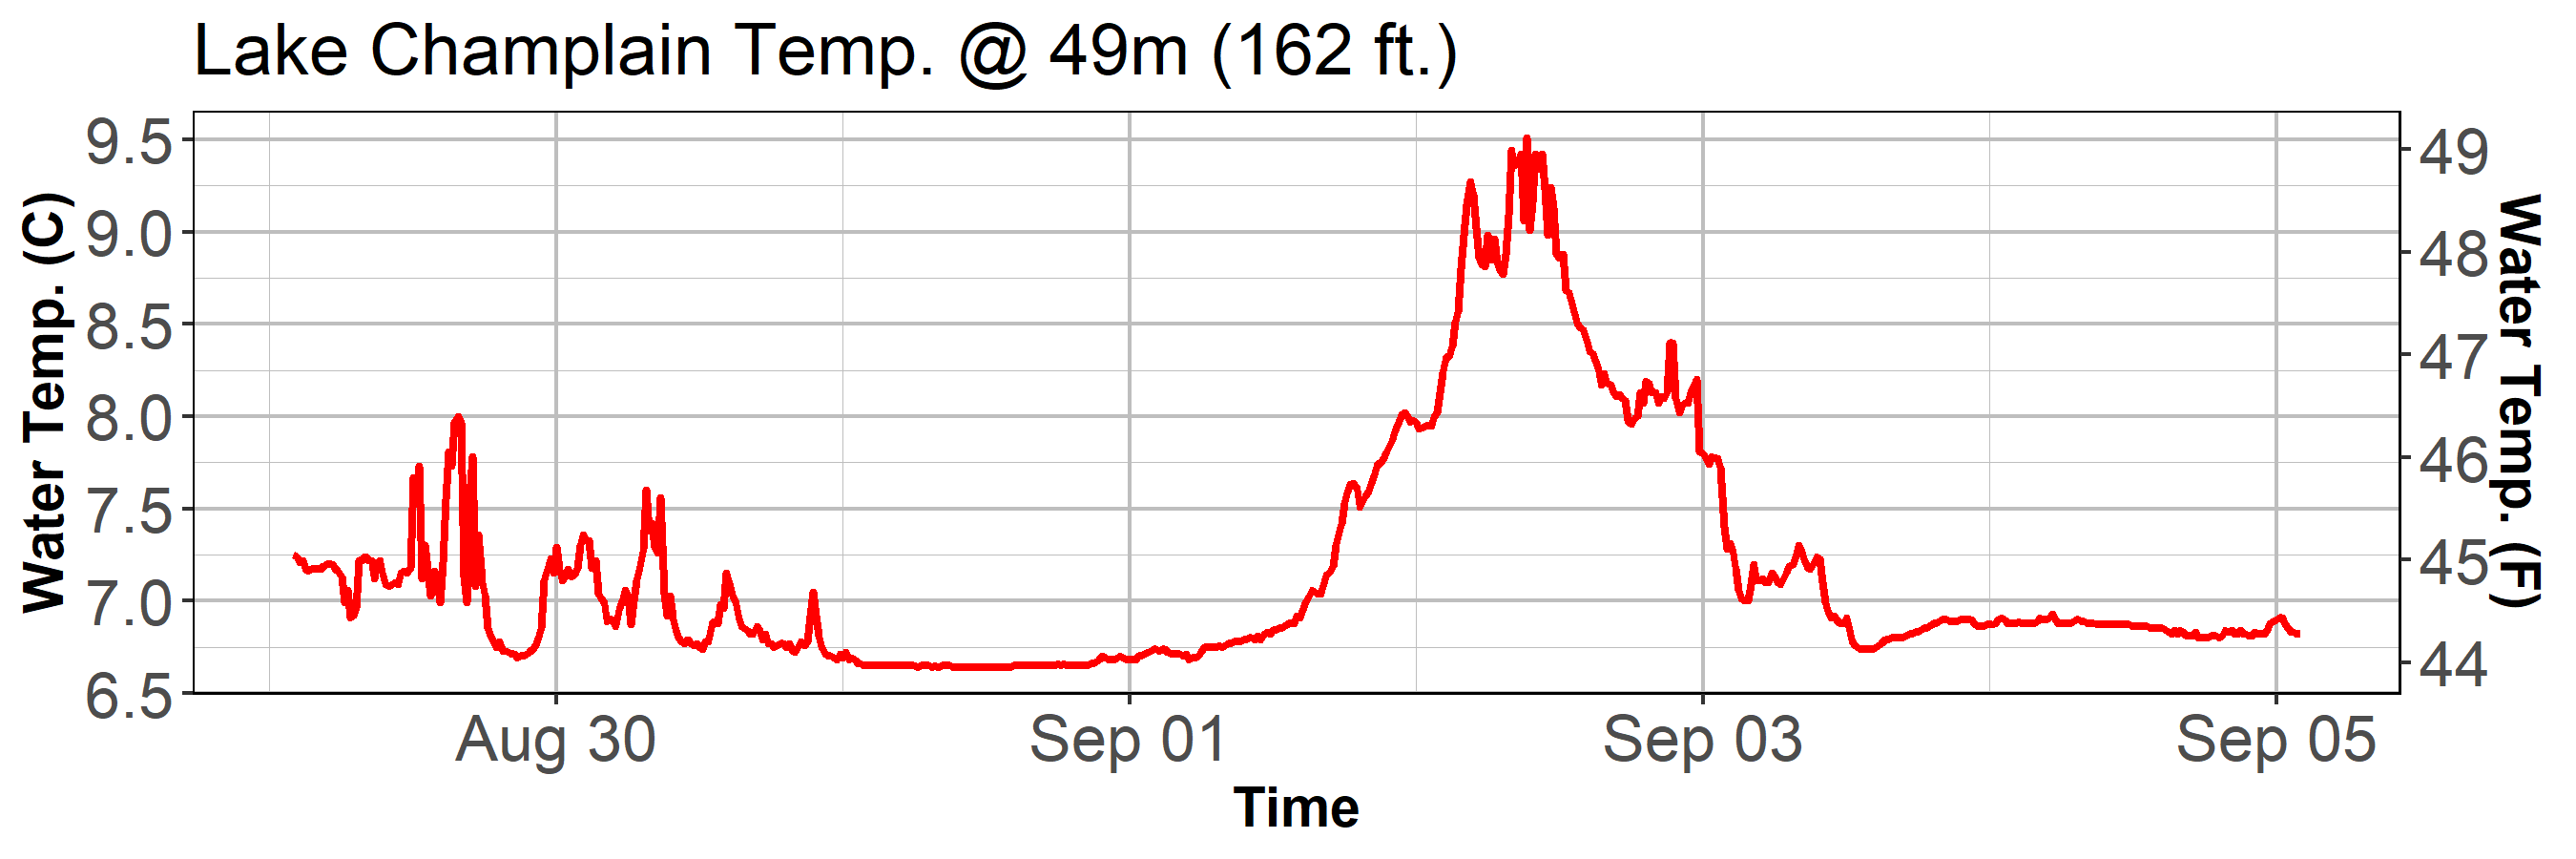 Lake Champlain Temp. @ 49m (162 ft.)
Water Temp. (C)
9.5
9.0
8.5
8.0
7.5
7.0
6.5
49
48
47
46
45
44
Water Temp. (F)
Aug 30
Sep 01
Sep 03
Sep 05
Time